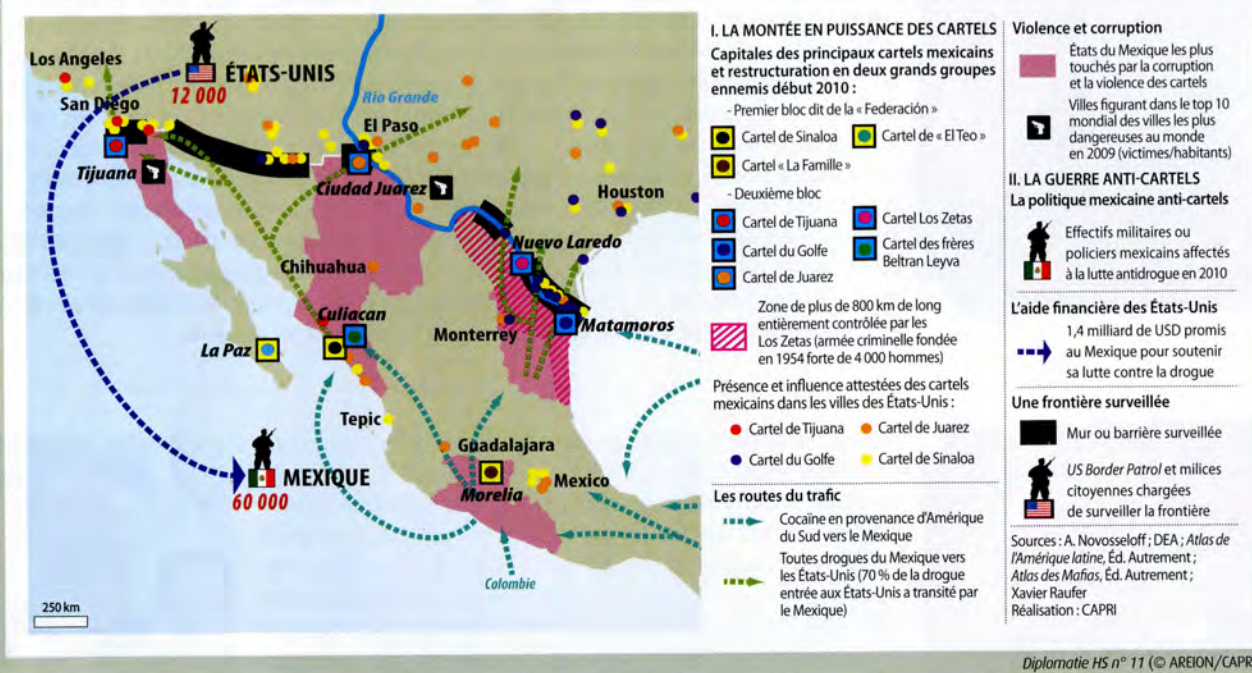 Los Angeles
ÉTATS-UNIS
12 000
San Diego
Rio Grande
El Paso
Tijuana
Ciudad Juarez
Houston
Nuevo Laredo
Chihuahua
Culiacan
La Paz
Monterrey
Matamoros
Tepic
Guadalajara
MEXIQUE
60 000
Morelia
Mexico
Colombie
250 km
I. LA MONTÉE EN PUISSANCE DES CARTELS
Capitales des principaux cartels mexicains
et restructuration en deux grands groupes
ennemis début 2010 :
- Premier bloc dit de la « Federación »
Cartel de Sinaloa
Cartel de « El Teo »
Cartel « La Famille »
- Deuxième bloc
Cartel de Tijuana
Cartel Los Zetas
Cartel du Golfe
Cartel des frères
Beltran Leyva
Cartel de Juarez
Zone de plus de 800 km de long
entièrement contrôlée par les
Los Zetas (armée criminelle fondée
en 1954 forte de 4 000 hommes)
Présence et influence attestées des cartels
mexicains dans les villes des États-Unis :
Cartel de Tijuana
Cartel de Juarez
Cartel du Golfe
Cartel de Sinaloa
Les routes du trafic
Cocaïne en provenance d'Amérique
du Sud vers le Mexique
Toutes drogues du Mexique vers
les États-Unis (70 % de la drogue
entrée aux États-Unis a transité par
le Mexique)
Violence et corruption
États du Mexique les plus
touchés par la corruption
et la violence des cartels
Villes figurant dans le top 10
mondial des villes les plus
dangereuses au monde
en 2009 (victimes/habitants)
II. LA GUERRE ANTI-CARTELS
La politique mexicaine anti-cartels
Effectifs militaires ou
policiers mexicains affectés
à la lutte antidrogue en 2010
L'aide financière des États-Unis
1,4 milliard de USD promis
au Mexique pour soutenir
sa lutte contre la drogue
Une frontière surveillée
Mur ou barrière surveillée
US Border Patrol et milices
citoyennes chargées
de surveiller la frontière
Sources : A. Novosseloff ; DEA ; Atlas de
l'Amérique latine, Éd. Autrement ;
Atlas des Mafias, Éd. Autrement ;
Xavier Raufer
Réalisation : CAPRI
Diplomatie HS n° 11 (© AREION/CAPR